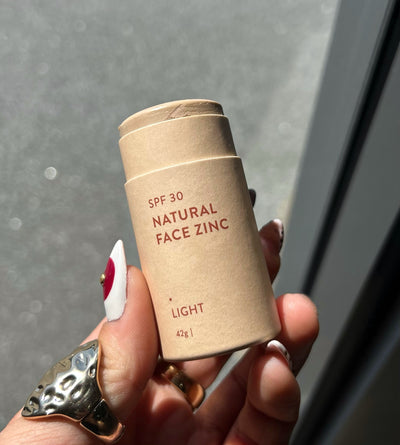 SPF 30
NATURAL
FACE ZINC
LIGHT
42g |